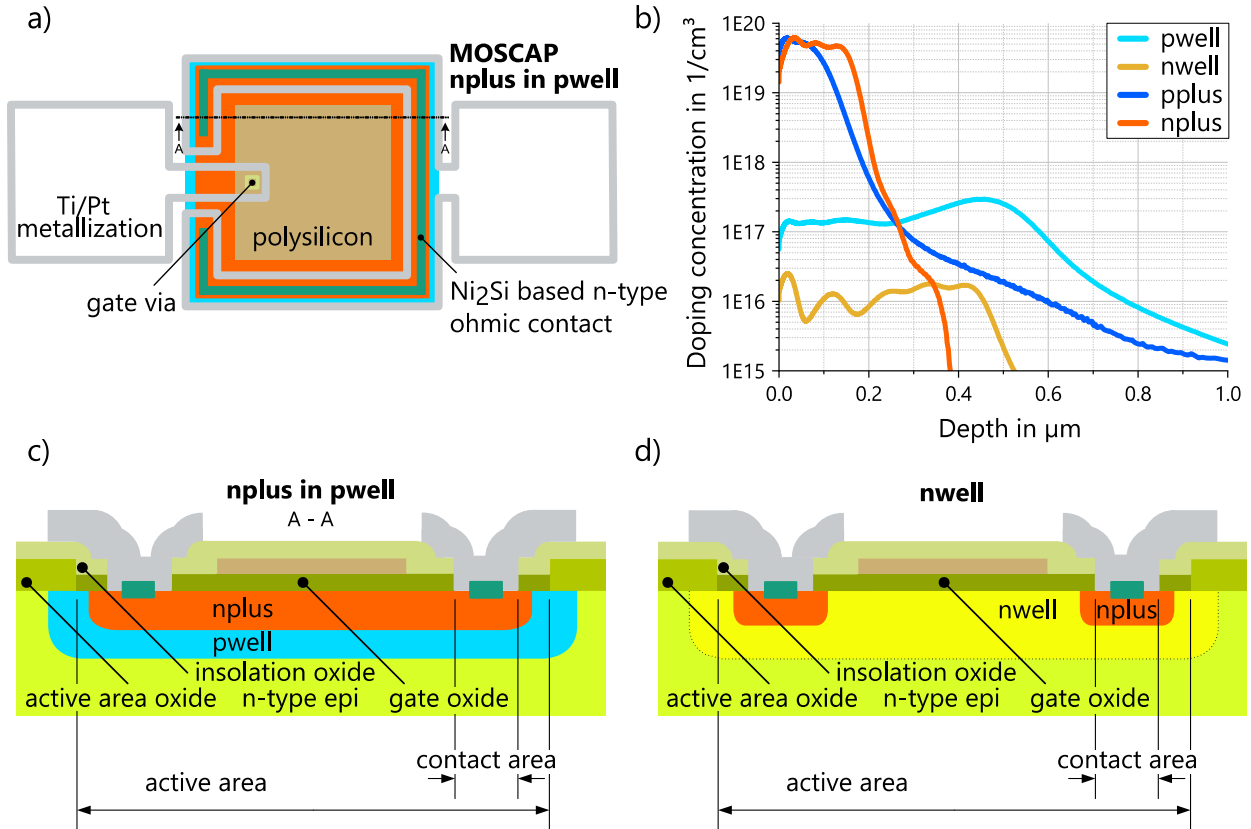 a)
MOSCAP
nplus in pwell
A
A
Ti/Pt
metallization
polysilicon
gate via
Ni2Si based n-type
ohmic contact
b)
Doping concentration in 1/cm³
1E20
1E19
1E18
1E17
1E16
1E15
0.0
0.2
0.4
0.6
0.8
1.0
Depth in µm
pwell
nwell
pplus
nplus
c)
nplus in pwell
A - A
nplus
pwell
insolation oxide
active area oxide
n-type epi
gate oxide
contact area
active area
d)
nwell
nwell
nplus
insolation oxide
active area oxide
n-type epi
gate oxide
contact area
active area